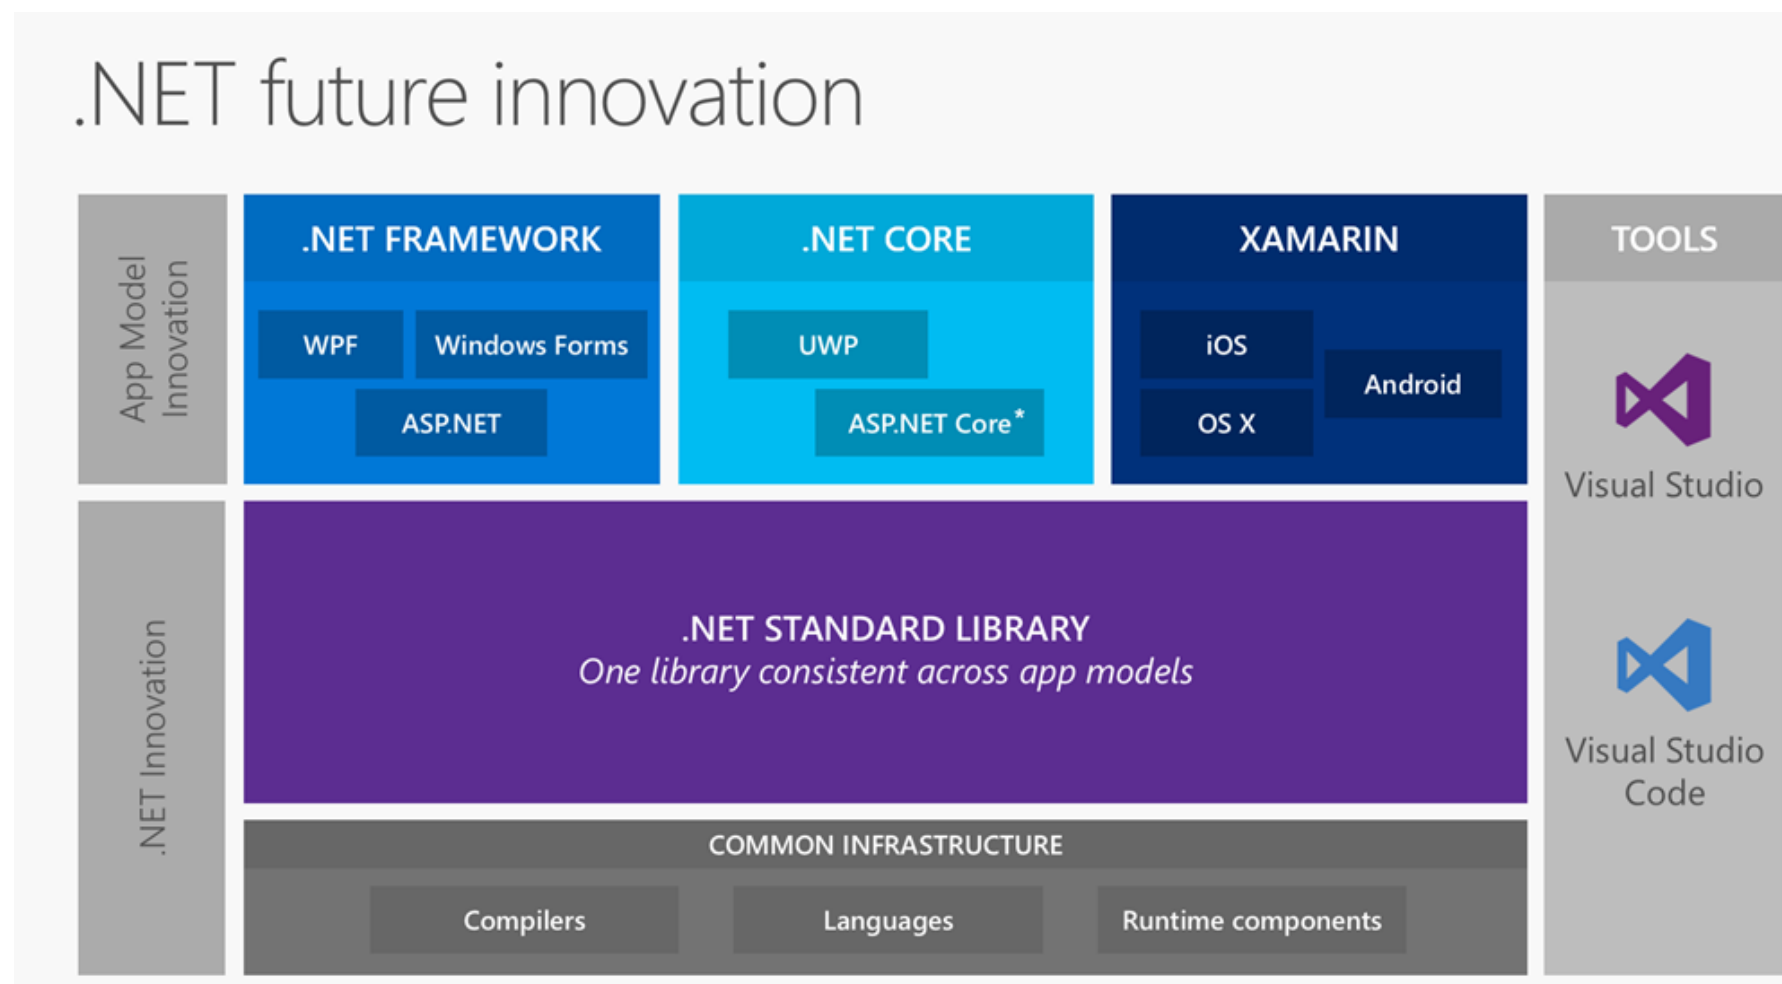 .NET future innovation
App Model
Innovation
.NET FRAMEWORK
WPF
Windows Forms
ASP.NET
.NET CORE
UWP
ASP.NET Core*
XAMARIN
iOS
Android
OS X
TOOLS
Visual Studio
Visual Studio
Code
.NET Innovation
.NET STANDARD LIBRARY
One library consistent across app models
COMMON INFRASTRUCTURE
Compilers
Languages
Runtime components